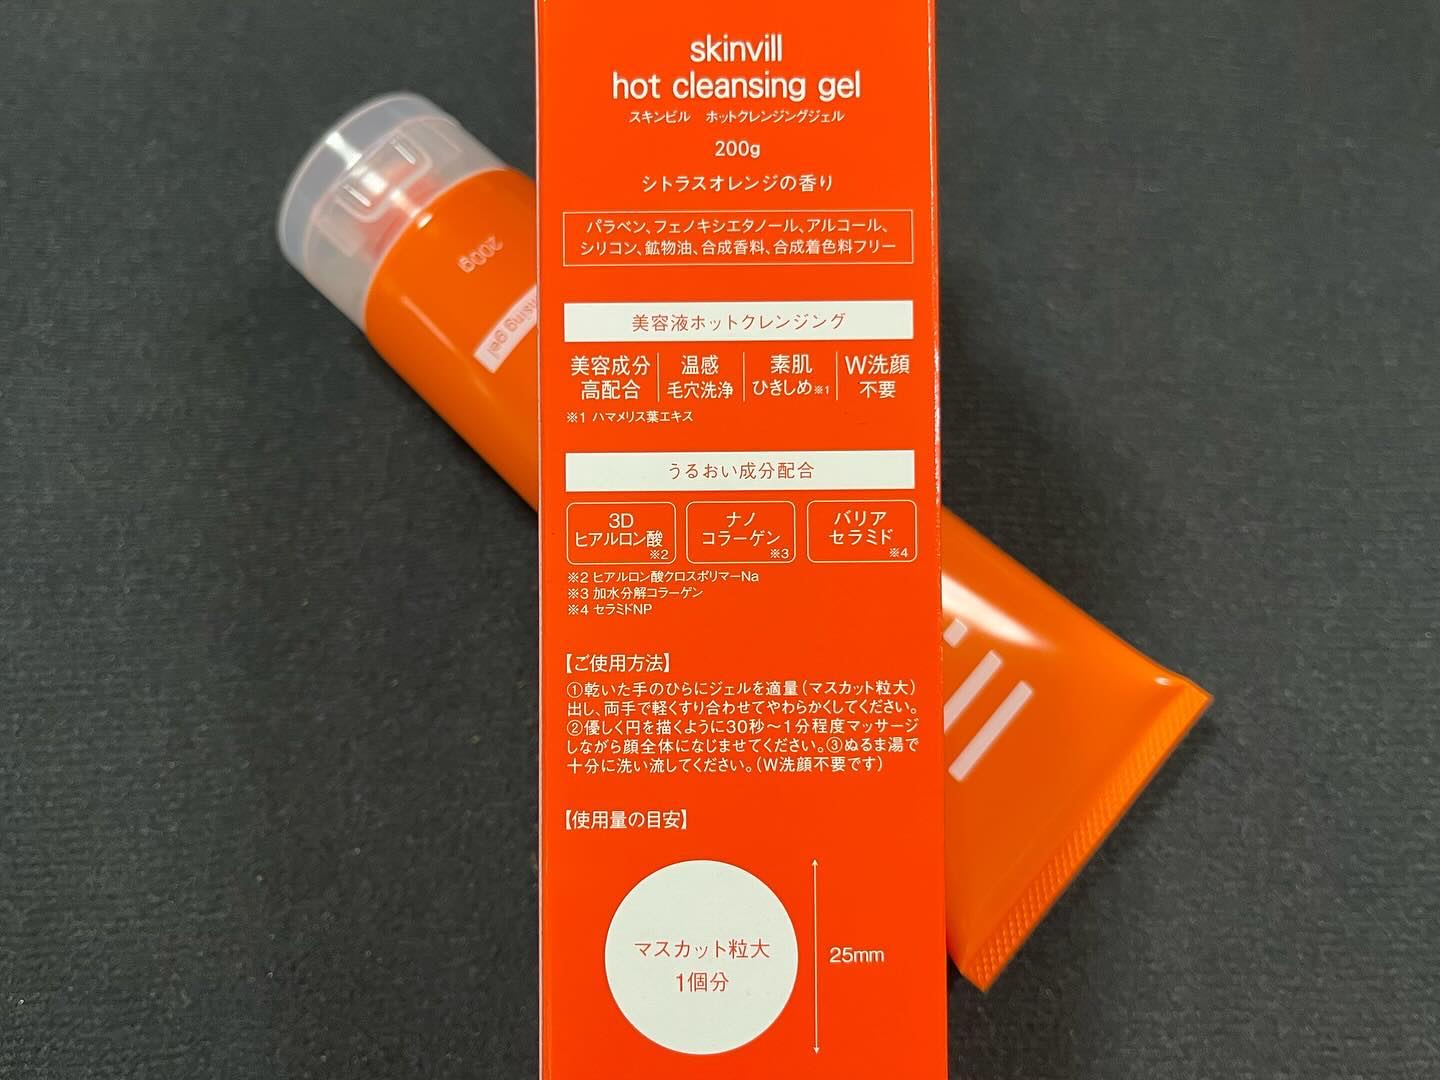 skinvill
hot cleansing gel
スキンビル ホットクレンジングジェル
200g
シトラスオレンジの香り
パラベン、フェノキシエタノール、アルコール、
シリコン、鉱物油、合成香料、合成着色料フリー
美容液ホットクレンジング
美容成分
高配合
温感
毛穴洗浄
素肌
ひきしめ※1
W洗顔
不要
※1 ハマメリス葉エキス
うるおい成分配合
3D
ヒアルロン酸
※2
ナノ
コラーゲン
※3
バリア
セラミド
※4
※2 ヒアルロン酸クロスポリマーNa
※3 加水分解コラーゲン
※4 セラミドNP
【ご使用方法】
①乾いた手のひらにジェルを適量（マスカット粒大）
出し、両手で軽くすり合わせてやわらかくしてください。
②優しく円を描くように30秒〜1分程度マッサージ
しながら顔全体になじませてください。③ぬるま湯で
十分に洗い流してください。（W洗顔不要です）
【使用量の目安】
マスカット粒大
1個分
25mm
200g
nsing gel
ill